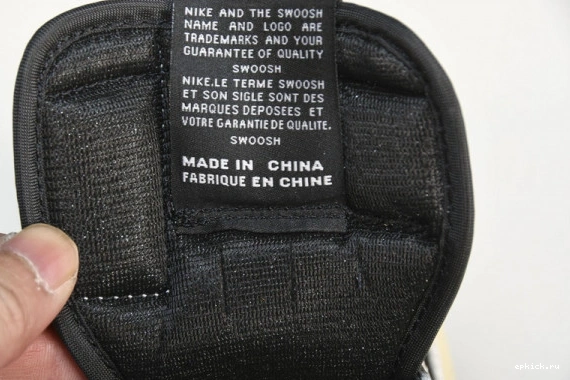 NIKE AND THE SWOOSH
NAME AND LOGO ARE
TRADEMARKS AND YOUR
GUARANTEE OF QUALITY
SWOOSH
NIKE.LE TERME SWOOSH
ET SON SIGLE SONT DES
MARQUES DEPOSEES ET
VOTRE GARANTIE DE QUALITE.
SWOOSH
MADE IN CHINA
FABRIQUE EN CHINE